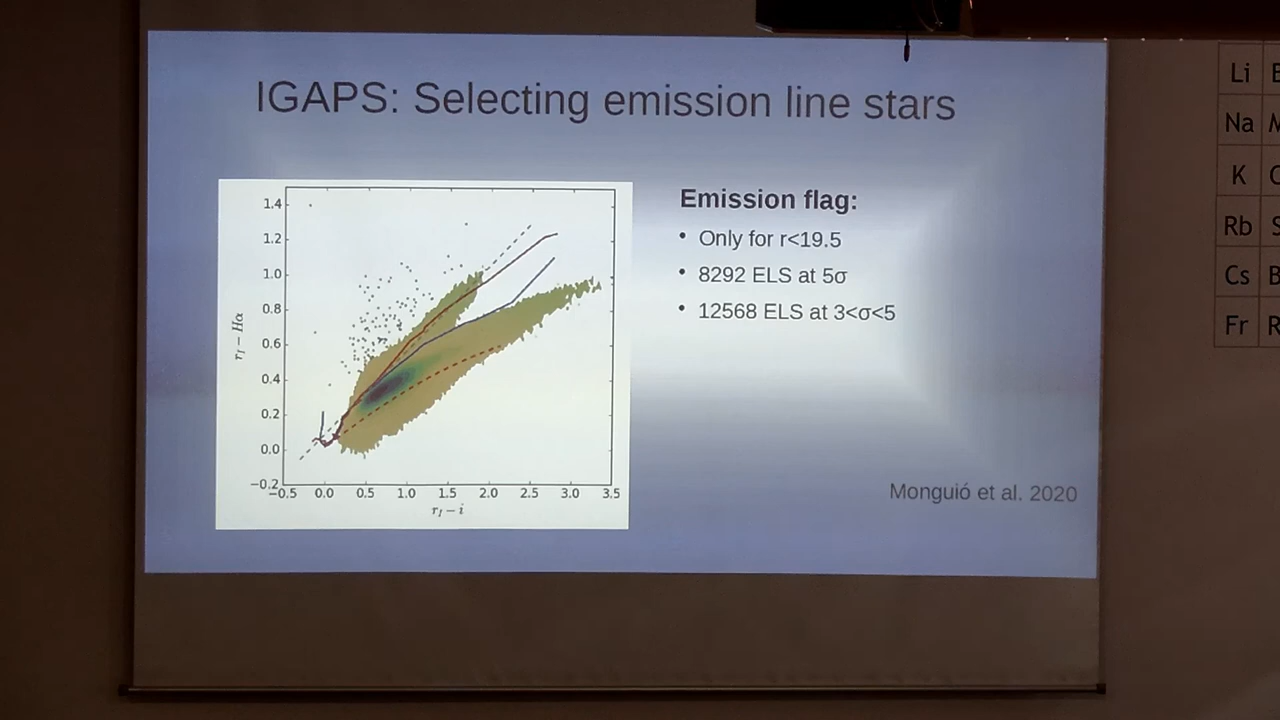 IGAPS: Selecting emission line stars
Emission flag:
• Only for r<19.5
• 8292 ELS at 5σ
• 12568 ELS at 3<σ<5
Monguió et al. 2020
1.4
1.2
1.0
0.8
0.6
0.4
0.2
0.0
−0.2
rI − Hα
−0.5 0.0 0.5 1.0 1.5 2.0 2.5 3.0 3.5
rI − i
Li
Na
K
Rb
Cs
Fr